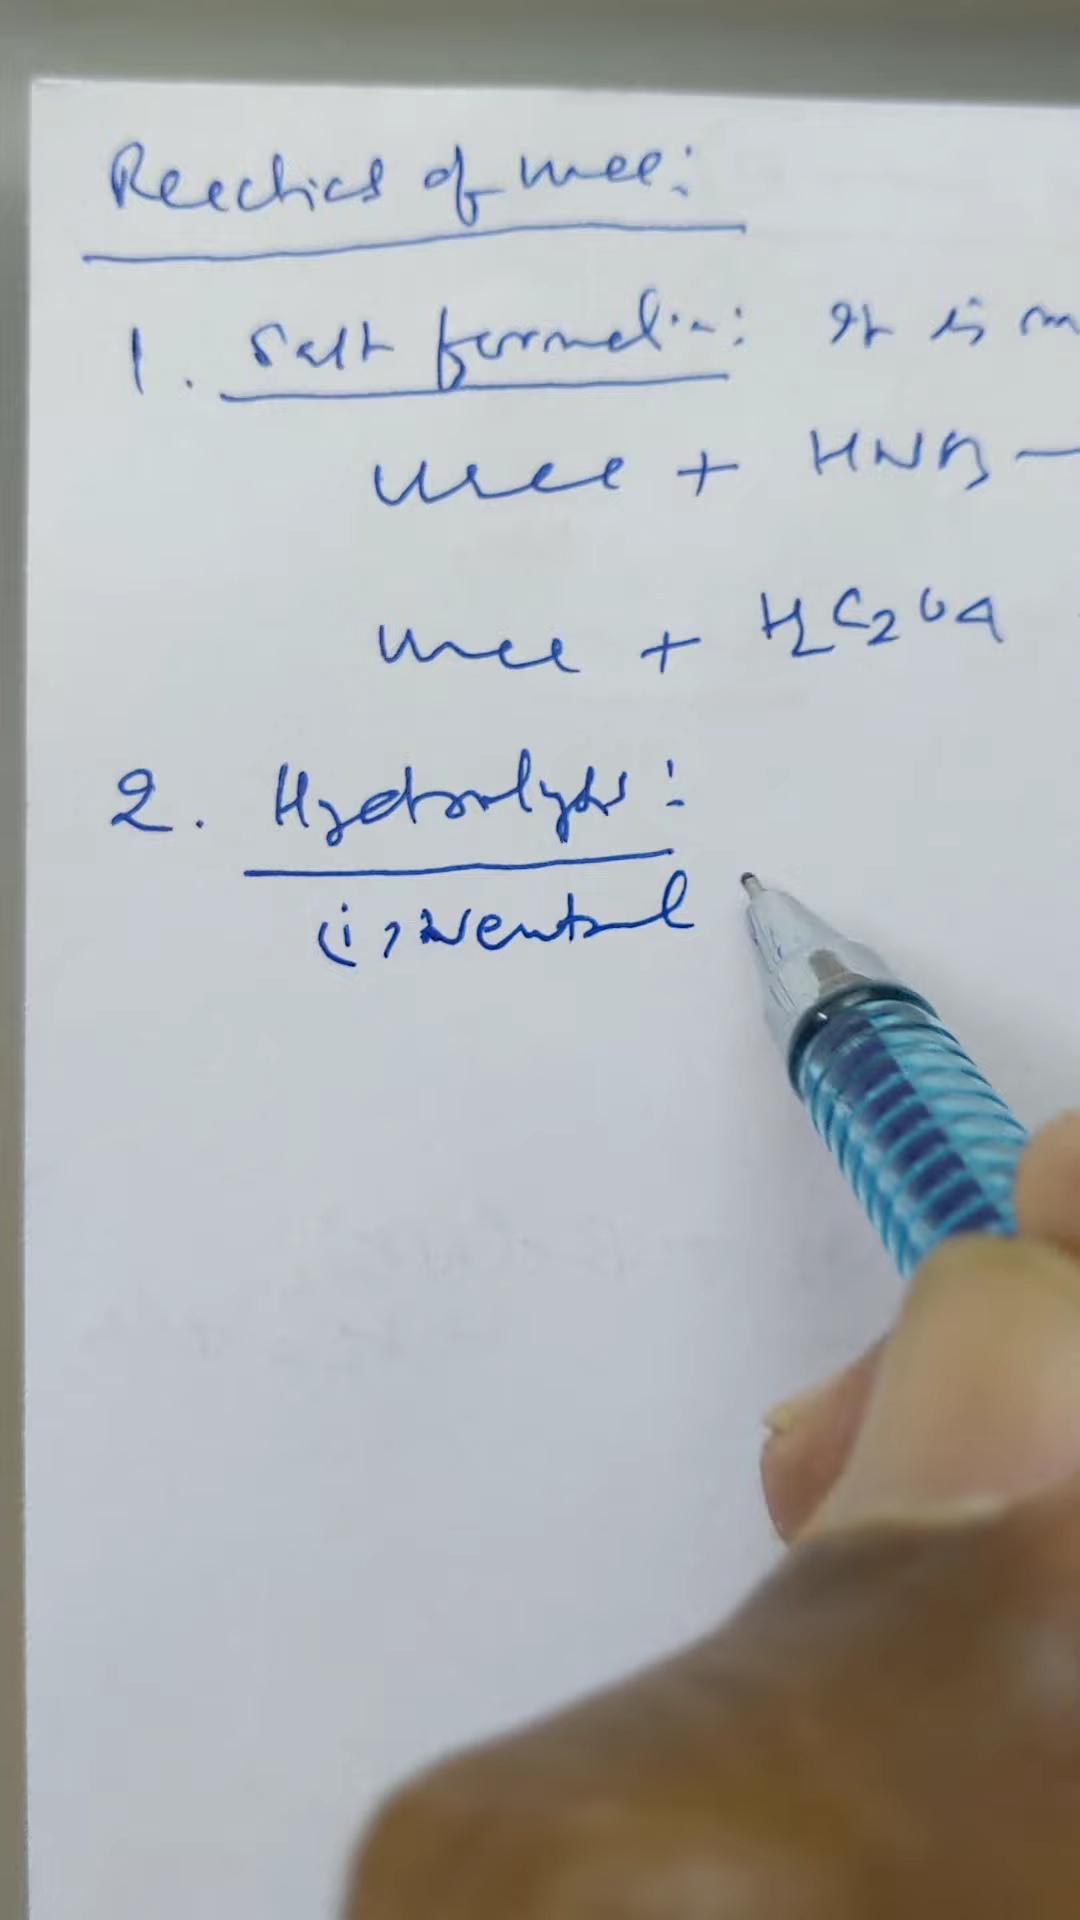 Reactions of urea:
1. Salt formation: It is m
Urea + HNO3 —
Urea + H2C2O4
2. Hydrolysis:
(i) Neutral